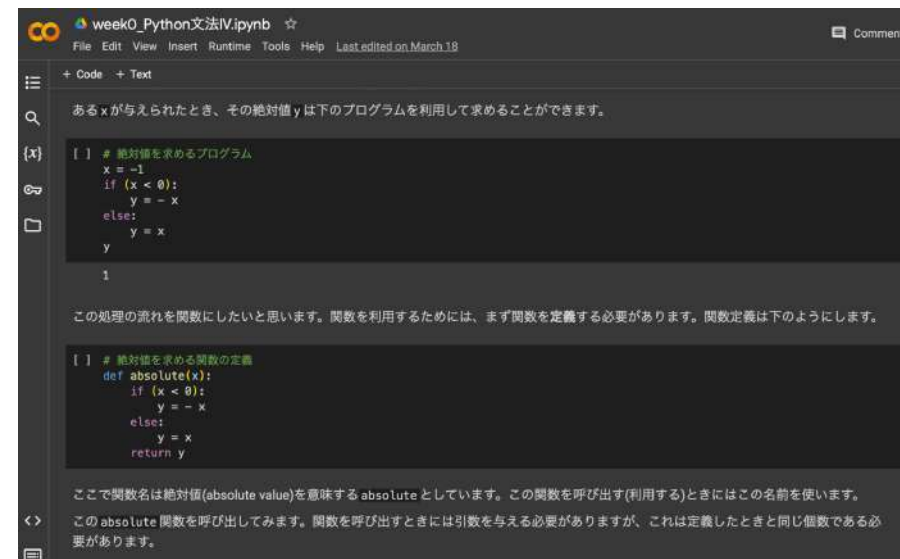 week0_Python文法IV.ipynb
File Edit View Insert Runtime Tools Help Last edited on March 18
Commen
+ Code + Text
あるxが与えられたとき、その絶対値yは下のプログラムを利用して求めることができます。
[ ] # 絶対値を求めるプログラム
x = -1
if (x < 0):
y = - x
else:
y = x
y
1
この処理の流れを関数にしたいと思います。関数を利用するためには、まず関数を定義する必要があります。関数定義は下のようにします。
[ ] # 絶対値を求める関数の定義
def absolute(x):
if (x < 0):
y = - x
else:
y = x
return y
ここで関数名は絶対値(absolute value)を意味するabsoluteとしています。この関数を呼び出す(利用する)ときにはこの名前を使います。
このabsolute関数を呼び出してみます。関数を呼び出すときには引数を与える必要がありますが、これは定義したときと同じ個数である必
要があります。